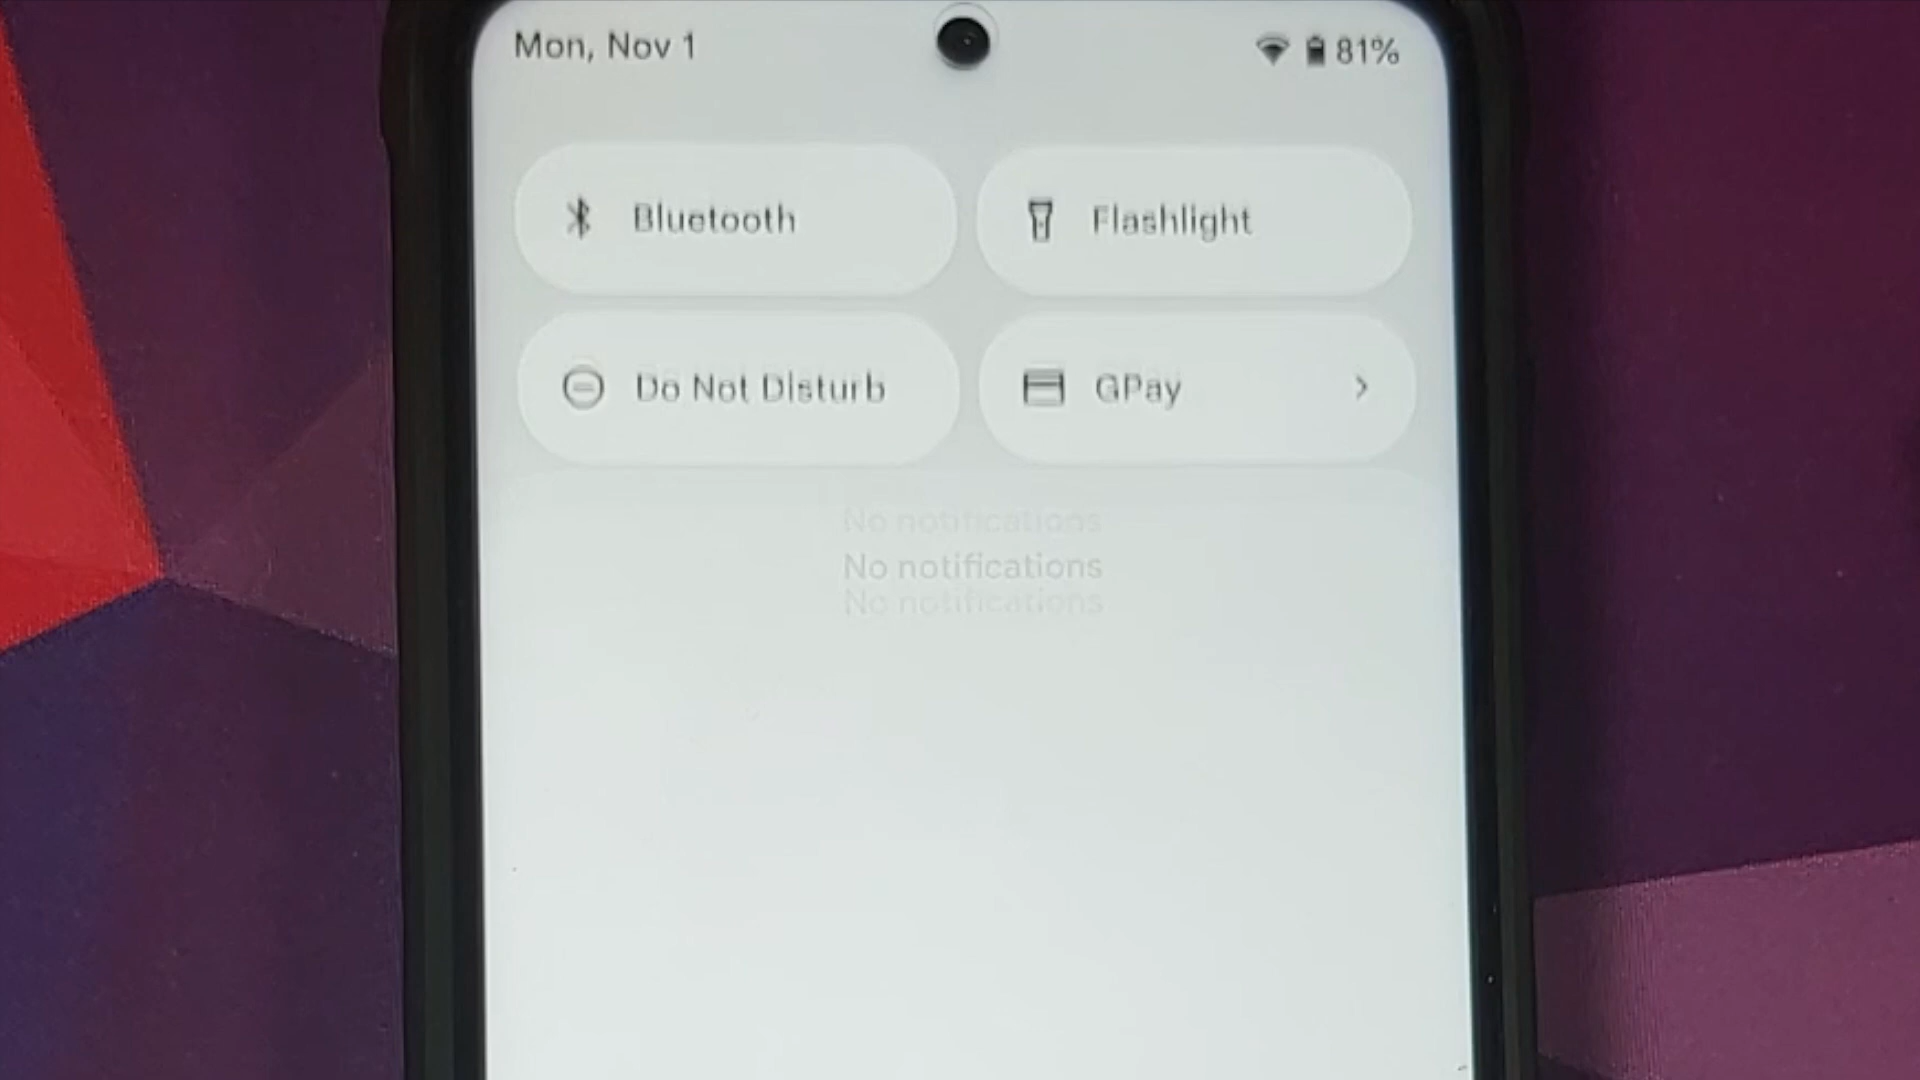 Mon, Nov 1
81%
Bluetooth
Flashlight
Do Not Disturb
GPay
No notifications
No notifications
No notifications